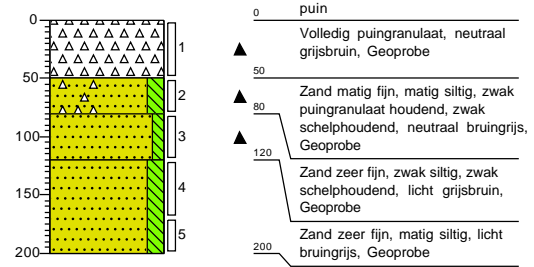 0
50
100
150
200
1
2
3
4
5
0
puin
Volledig puingranulaat, neutraal
grijsbruin, Geoprobe
50
Zand matig fijn, matig siltig, zwak
puingranulaat houdend, zwak
schelphoudend, neutraal bruingrijs,
Geoprobe
80
Zand zeer fijn, zwak siltig, zwak
schelphoudend, licht grijsbruin,
Geoprobe
120
Zand zeer fijn, matig siltig, licht
bruingrijs, Geoprobe
200